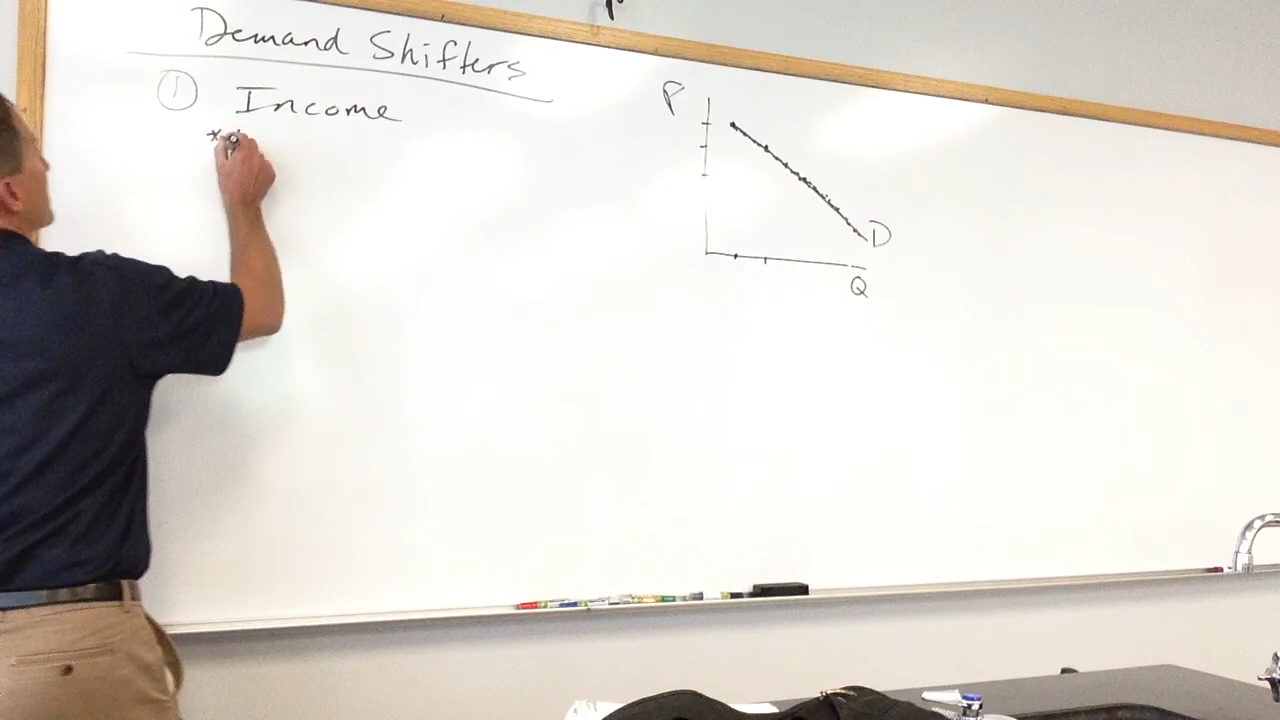 Demand Shifters
① Income
*
P
D
Q